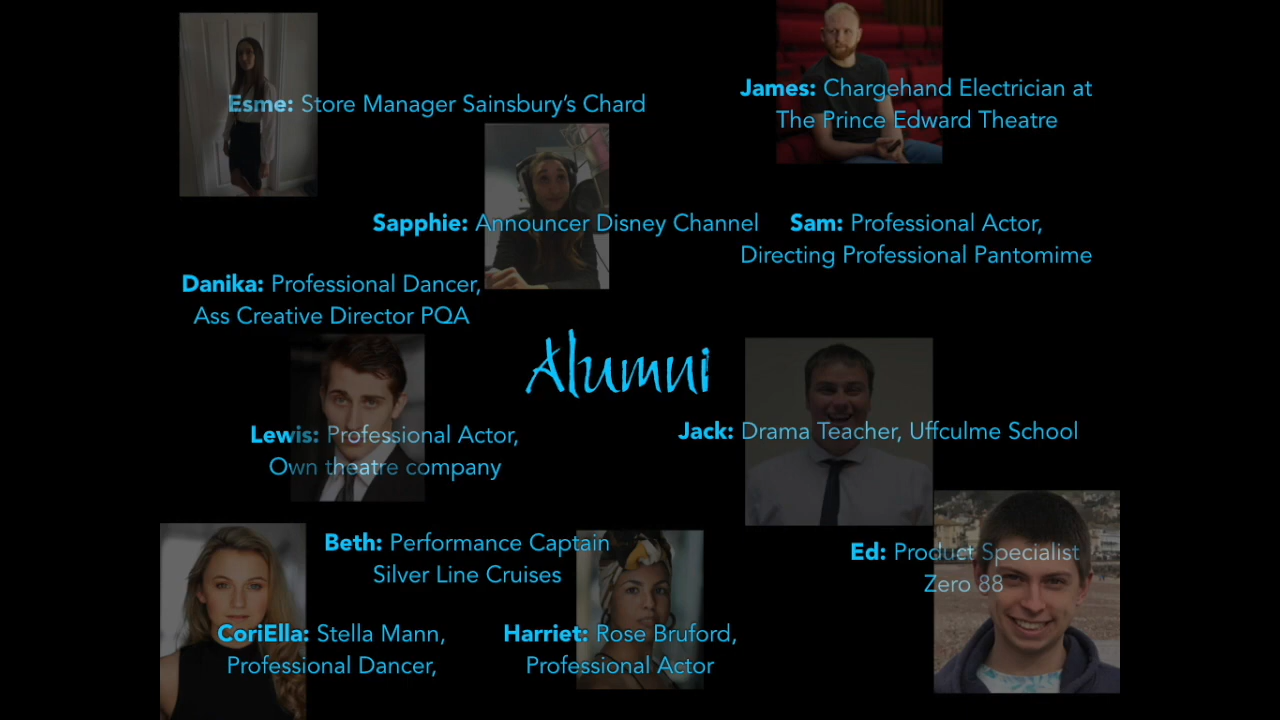 Esme: Store Manager Sainsbury’s Chard
James: Chargehand Electrician at
The Prince Edward Theatre
Sapphie: Announcer Disney Channel
Sam: Professional Actor,
Directing Professional Pantomime
Danika: Professional Dancer,
Ass Creative Director PQA
Alumni
Lewis: Professional Actor,
Own theatre company
Jack: Drama Teacher, Uffculme School
Beth: Performance Captain
Silver Line Cruises
Ed: Product Specialist
Zero 88
CoriElla: Stella Mann,
Professional Dancer,
Harriet: Rose Bruford,
Professional Actor